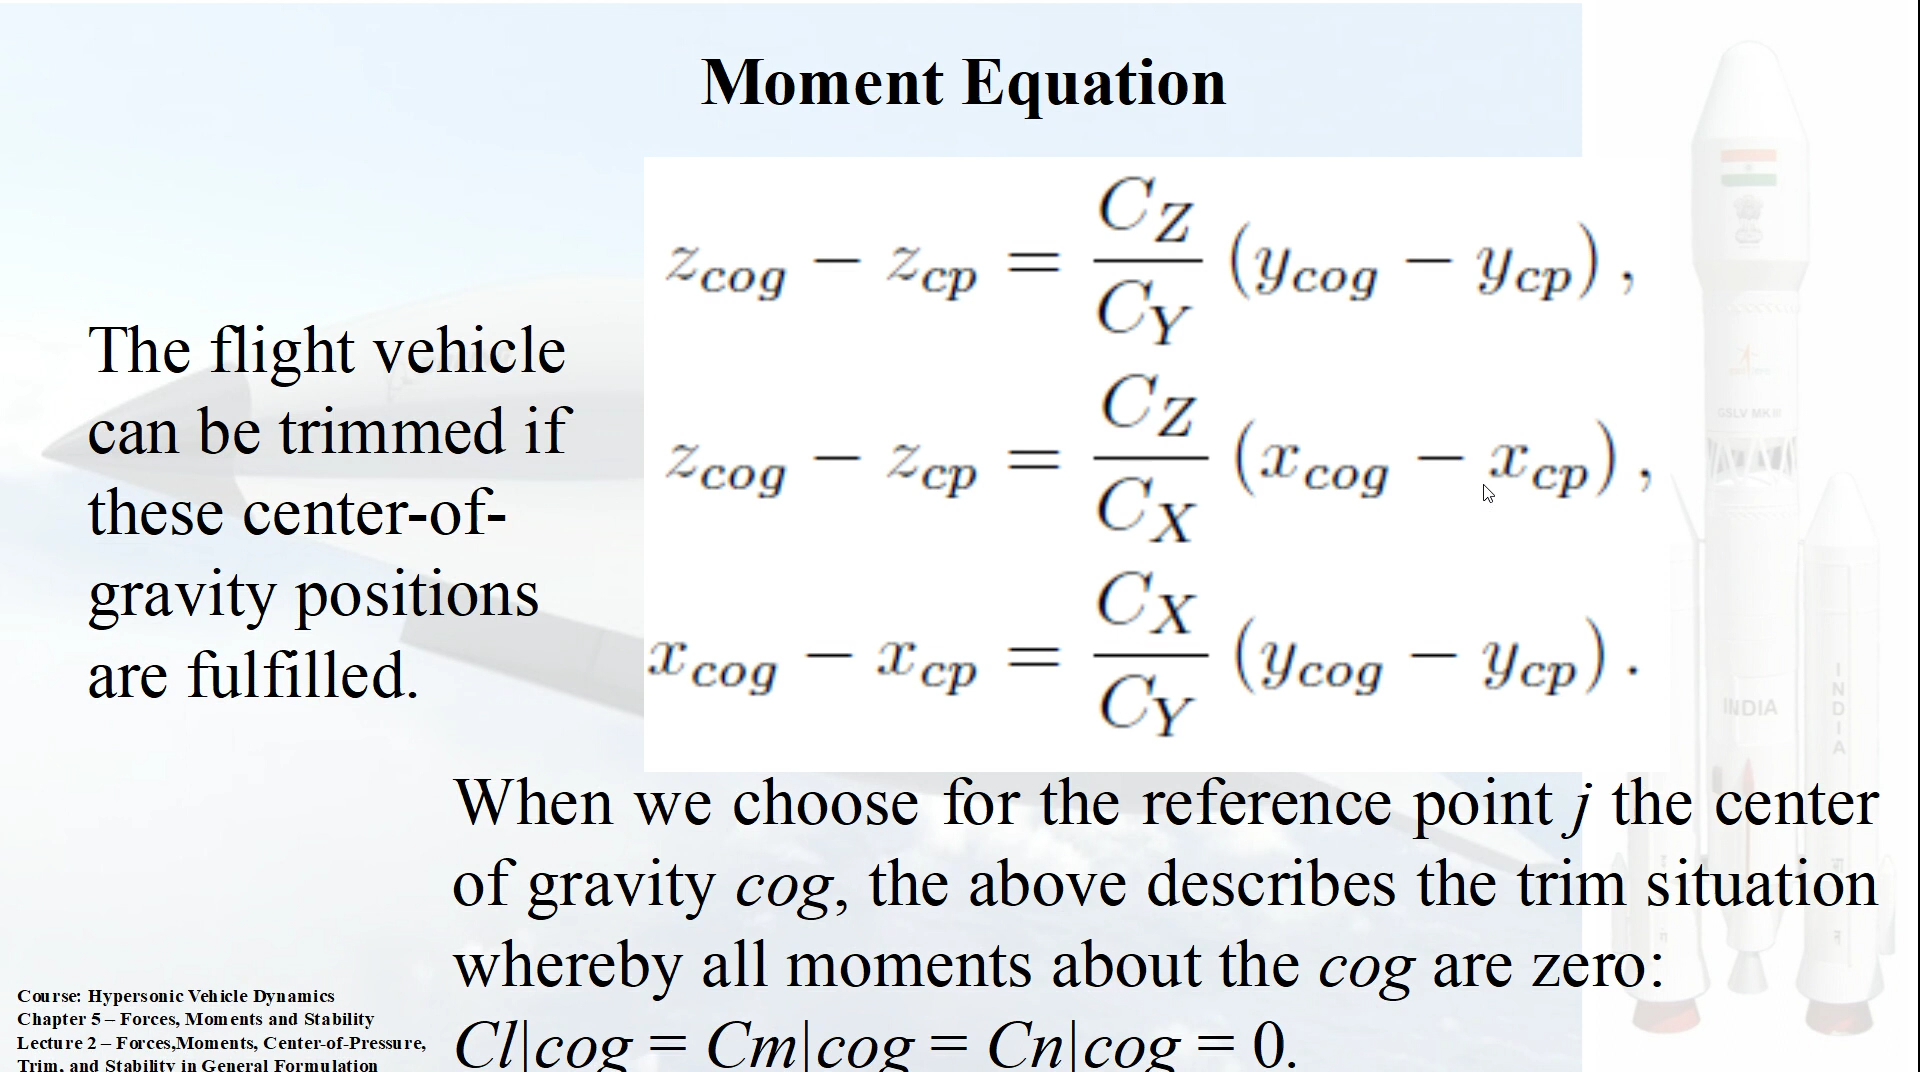 Moment Equation
z_cog − z_cp = C_Z / C_Y (y_cog − y_cp) ,
The flight vehicle
can be trimmed if
these center-of-
gravity positions
are fulfilled.
z_cog − z_cp = C_Z / C_X (x_cog − x_cp) ,
x_cog − x_cp = C_X / C_Y (y_cog − y_cp) .
When we choose for the reference point j the center
of gravity cog, the above describes the trim situation
whereby all moments about the cog are zero:
Cl|cog = Cm|cog = Cn|cog = 0.
Course: Hypersonic Vehicle Dynamics
Chapter 5 – Forces, Moments and Stability
Lecture 2 – Forces,Moments, Center-of-Pressure,
Trim, and Stability in General Formulation
GSLV MK III
INDIA
INDIA